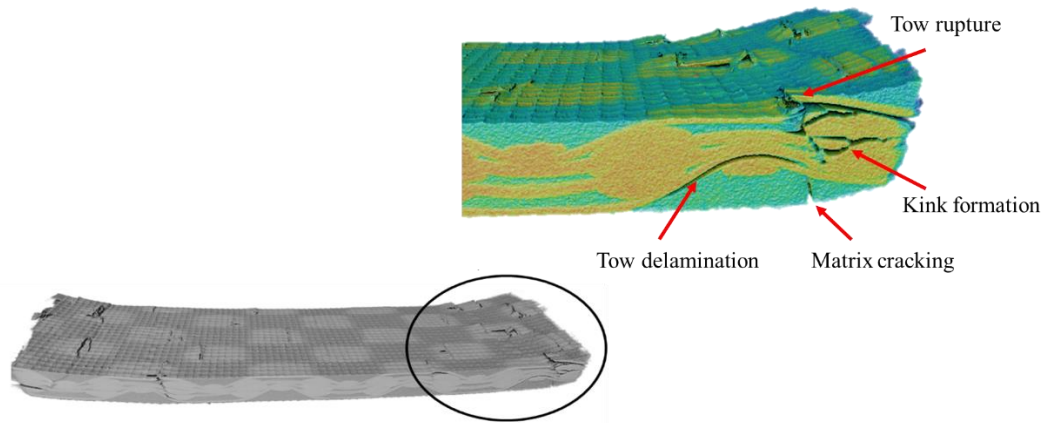 Tow rupture
Kink formation
Tow delamination
Matrix cracking